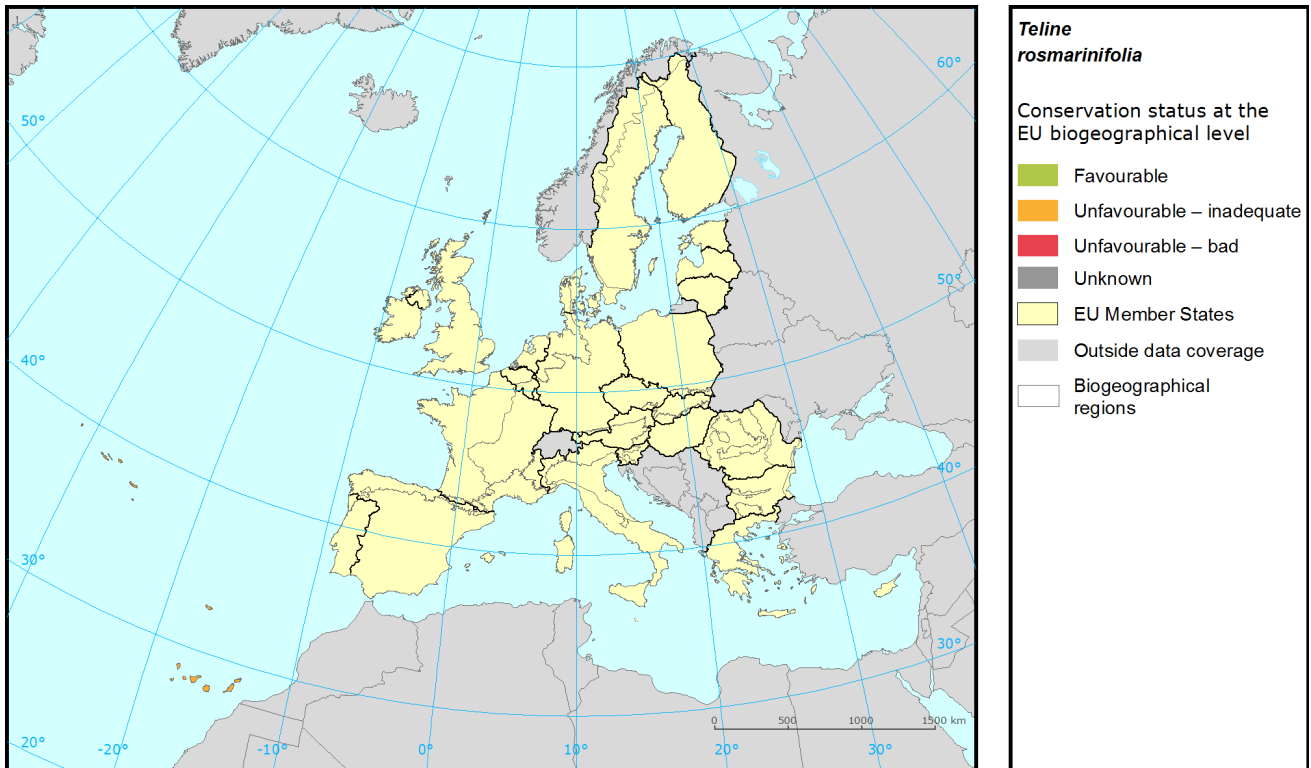 Teline
rosmarinifolia
Conservation status at the
EU biogeographical level
Favourable
Unfavourable – inadequate
Unfavourable – bad
Unknown
EU Member States
Outside data coverage
Biogeographical
regions
60°
50°
50°
40°
40°
30°
30°
0 500 1000 1500 km
20° -20° -10° 0° 10° 20° 30°